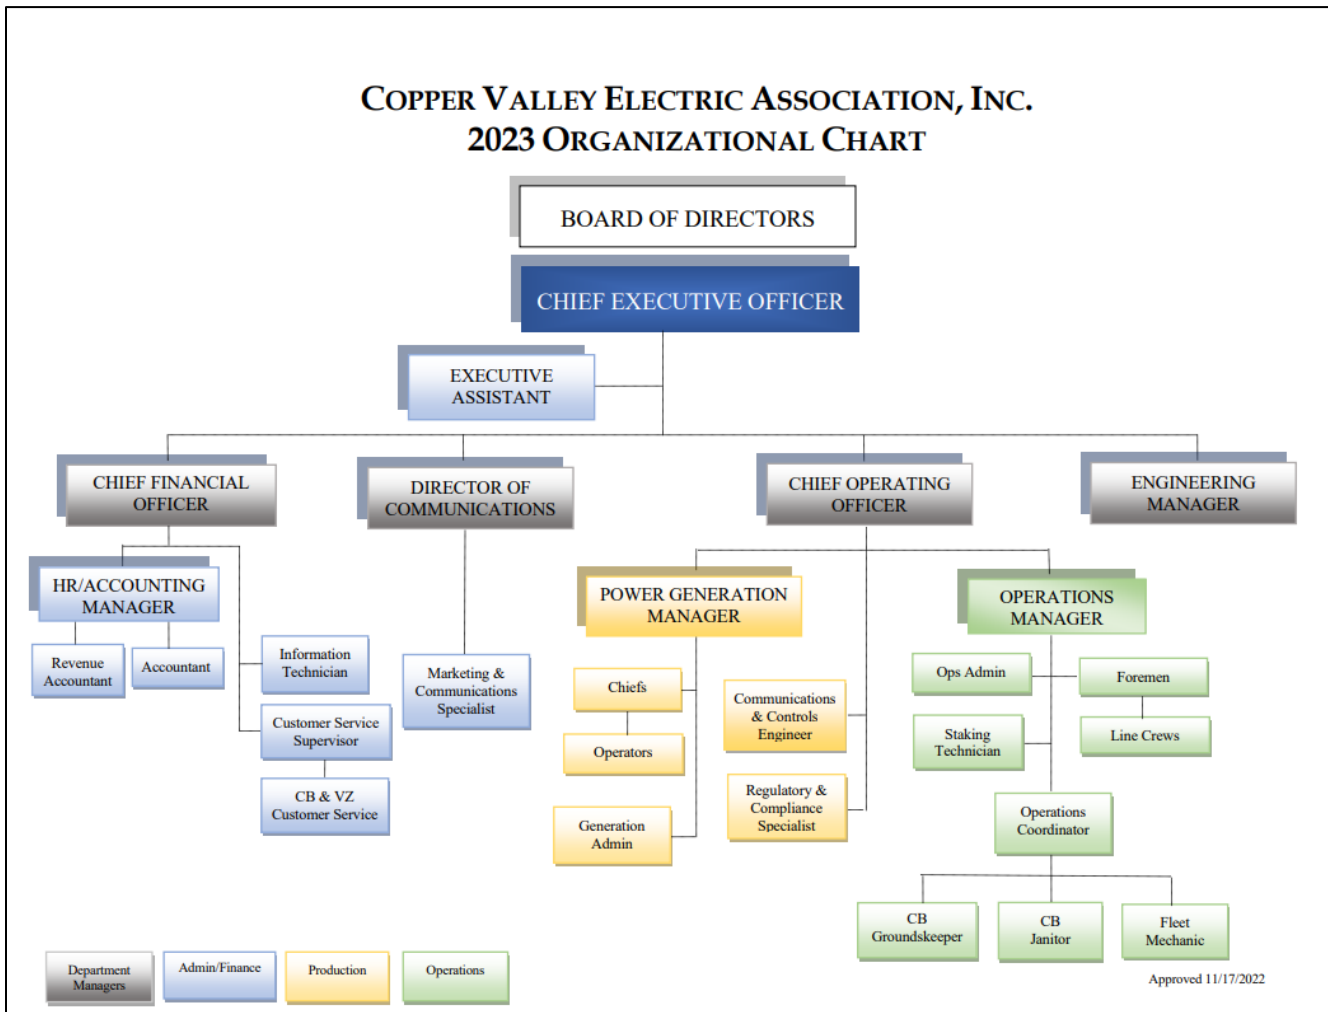 COPPER VALLEY ELECTRIC ASSOCIATION, INC.
2023 ORGANIZATIONAL CHART
BOARD OF DIRECTORS
CHIEF EXECUTIVE OFFICER
EXECUTIVE
ASSISTANT
CHIEF FINANCIAL
OFFICER
DIRECTOR OF
COMMUNICATIONS
CHIEF OPERATING
OFFICER
ENGINEERING
MANAGER
HR/ACCOUNTING
MANAGER
POWER GENERATION
MANAGER
OPERATIONS
MANAGER
Revenue
Accountant
Accountant
Information
Technician
Customer Service
Supervisor
CB & VZ
Customer Service
Marketing &
Communications
Specialist
Chiefs
Operators
Generation
Admin
Communications
& Controls
Engineer
Regulatory &
Compliance
Specialist
Ops Admin
Foremen
Staking
Technician
Line Crews
Operations
Coordinator
CB
Groundskeeper
CB
Janitor
Fleet
Mechanic
Department
Managers
Admin/Finance
Production
Operations
Approved 11/17/2022